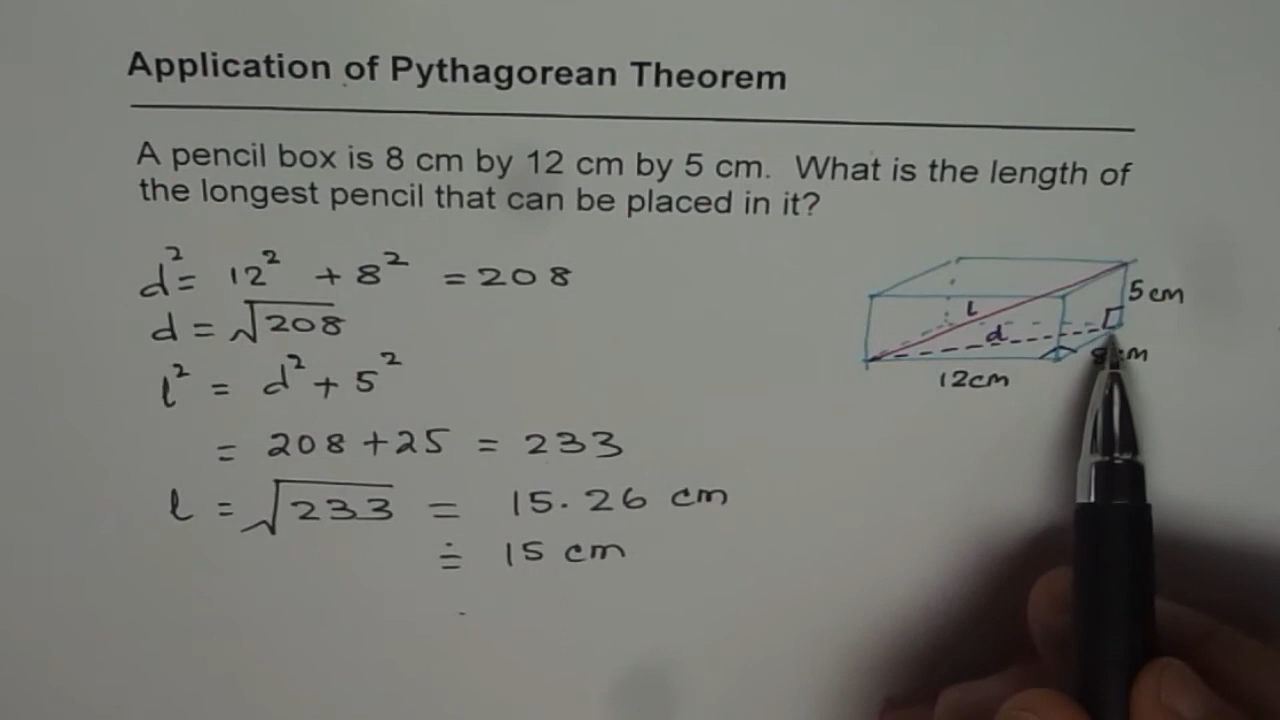 Application of Pythagorean Theorem
A pencil box is 8 cm by 12 cm by 5 cm. What is the length of
the longest pencil that can be placed in it?
d² = 12² + 8² = 208
d = √208
l² = d² + 5²
= 208 + 25 = 233
l = √233 = 15.26 cm
≐ 15 cm
5cm
l
d
8cm
12cm